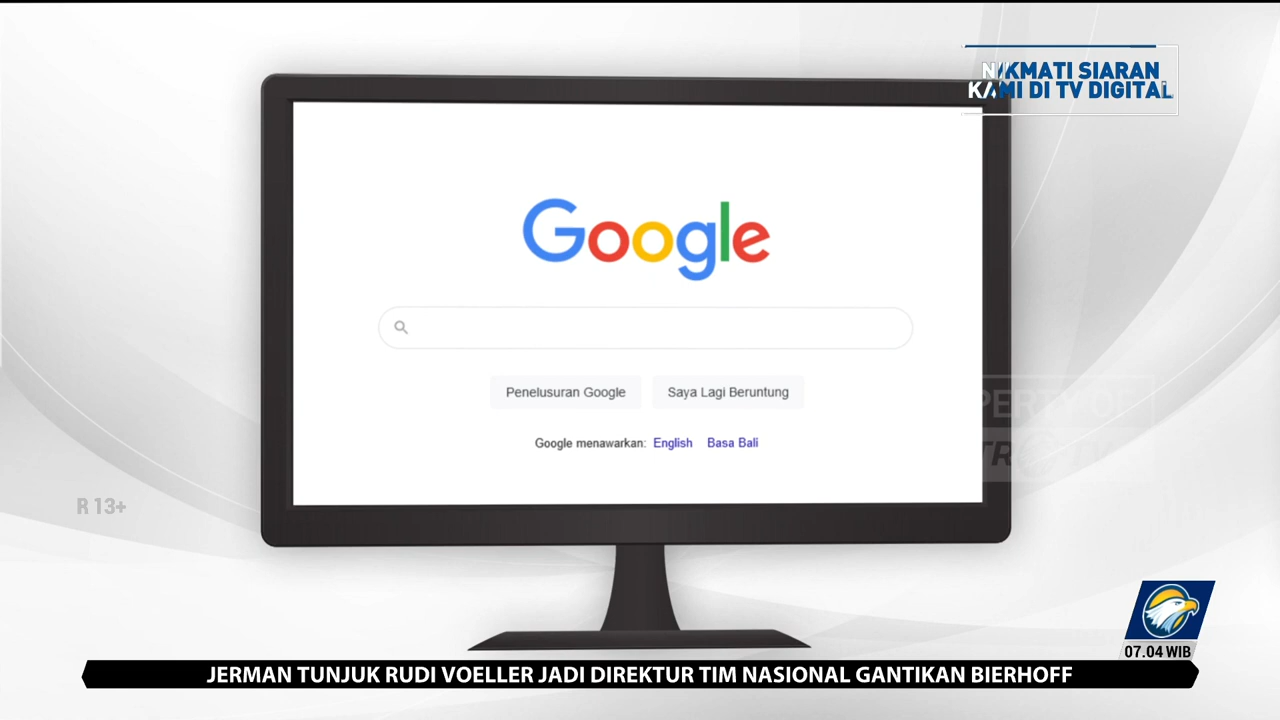 NIKMATI SIARAN
KAMI DI TV DIGITAL
Google
Penelusuran Google
Saya Lagi Beruntung
Google menawarkan: English Basa Bali
R 13+
07.04 WIB
JERMAN TUNJUK RUDI VOELLER JADI DIREKTUR TIM NASIONAL GANTIKAN BIERHOFF